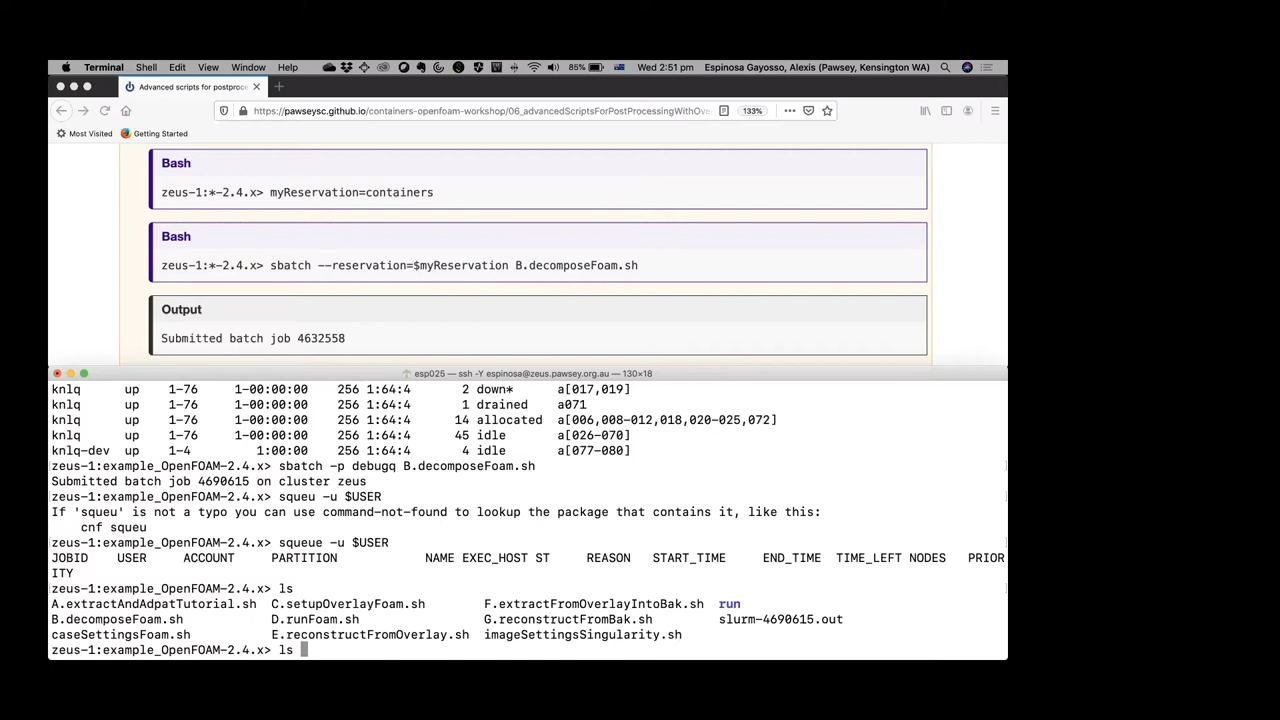 Terminal Shell Edit View Window Help 85% Wed 2:51 pm Espinosa Gayosso, Alexis (Pawsey, Kensington WA)
Advanced scripts for postproce
https://pawseysc.github.io/containers-openfoam-workshop/06_advancedScriptsForPostProcessingWithOve 133%
Most Visited Getting Started
Bash
zeus-1:*-2.4.x> myReservation=containers
Bash
zeus-1:*-2.4.x> sbatch --reservation=$myReservation B.decomposeFoam.sh
Output
Submitted batch job 4632558
esp025 — ssh -Y espinosa@zeus.pawsey.org.au — 130×18
knlq up 1-76 1-00:00:00 256 1:64:4 2 down* a[017,019]
knlq up 1-76 1-00:00:00 256 1:64:4 1 drained a071
knlq up 1-76 1-00:00:00 256 1:64:4 14 allocated a[006,008-012,018,020-025,072]
knlq up 1-76 1-00:00:00 256 1:64:4 45 idle a[026-070]
knlq-dev up 1-4 1:00:00 256 1:64:4 4 idle a[077-080]
zeus-1:example_OpenFOAM-2.4.x> sbatch -p debugq B.decomposeFoam.sh
Submitted batch job 4690615 on cluster zeus
zeus-1:example_OpenFOAM-2.4.x> squeu -u $USER
If 'squeu' is not a typo you can use command-not-found to lookup the package that contains it, like this:
cnf squeu
zeus-1:example_OpenFOAM-2.4.x> squeue -u $USER
JOBID USER ACCOUNT PARTITION NAME EXEC_HOST ST REASON START_TIME END_TIME TIME_LEFT NODES PRIOR
ITY
zeus-1:example_OpenFOAM-2.4.x> ls
A.extractAndAdpatTutorial.sh C.setupOverlayFoam.sh F.extractFromOverlayIntoBak.sh run
B.decomposeFoam.sh D.runFoam.sh G.reconstructFromBak.sh slurm-4690615.out
caseSettingsFoam.sh E.reconstructFromOverlay.sh imageSettingsSingularity.sh
zeus-1:example_OpenFOAM-2.4.x> ls